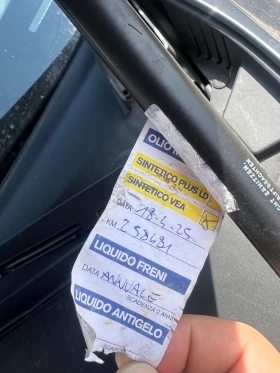 OLIO
SINTETICO PLUS LD
SINTETICO VEA
DATA 18.4.25
KM 258481
LIQUIDO FRENI
DATA ANNUALE
SCADENZA 2 ANNI
LIQUIDO ANTIGELO